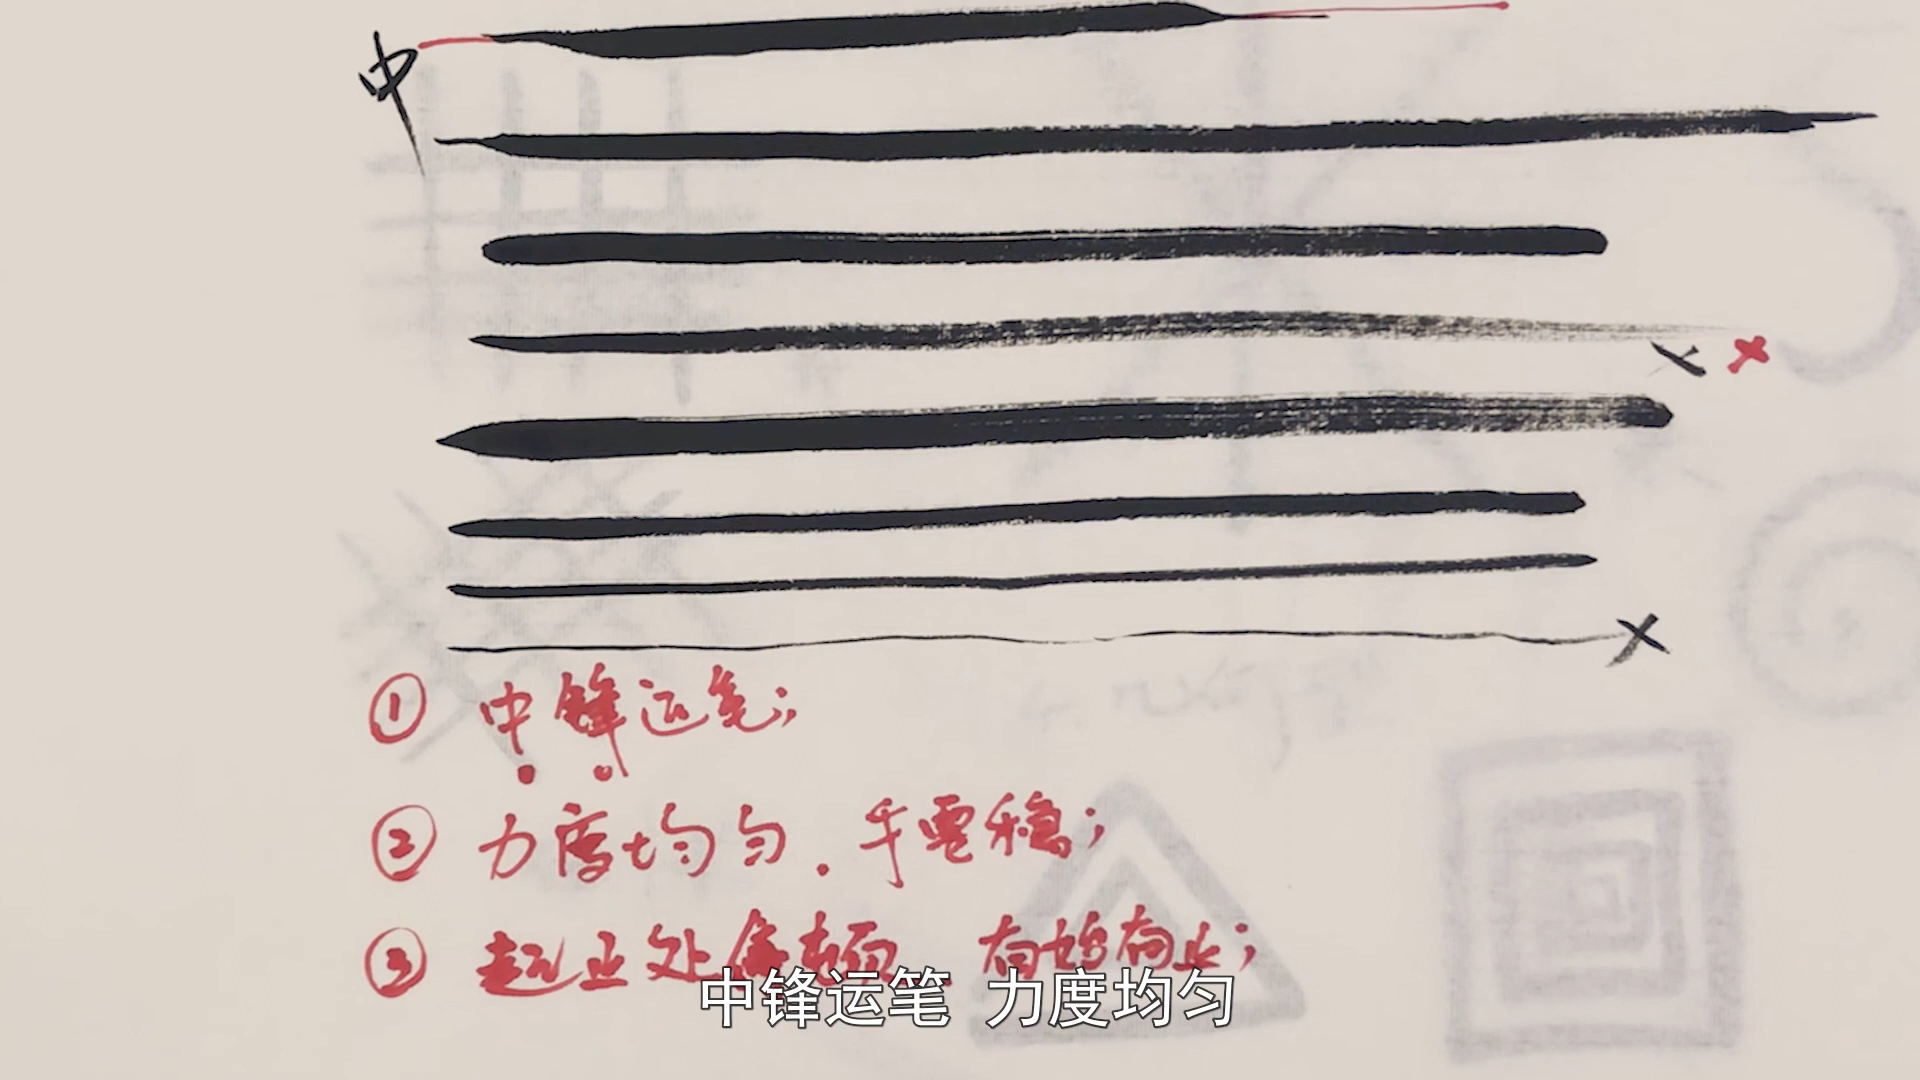 中
① 中锋运笔；
② 力度均匀．手要稳；
③ 起止处停顿 有始有止；
中锋运笔 力度均匀